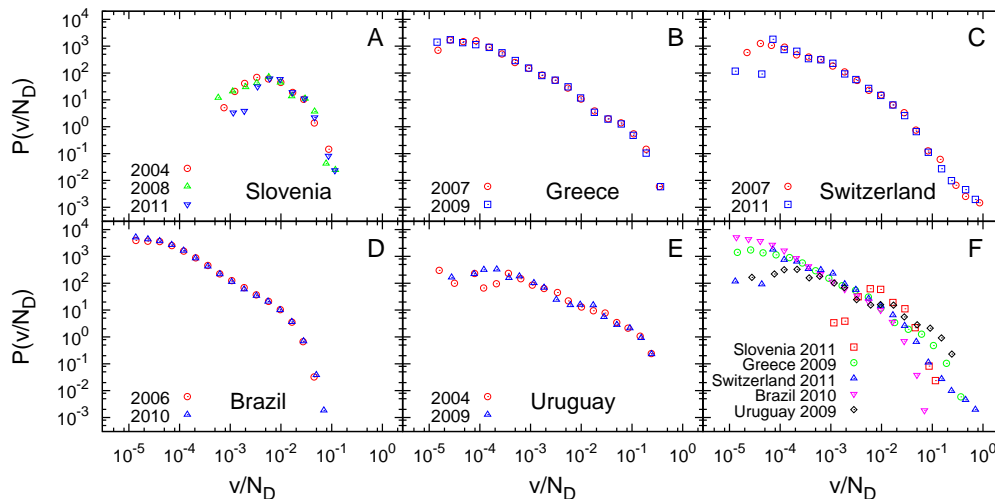 A
B
C
P(v/N_D)
10^4
10^3
10^2
10^1
10^0
10^-1
10^-2
10^-3
2004
2008
2011
Slovenia
2007
2009
Greece
2007
2011
Switzerland
D
E
F
P(v/N_D)
10^4
10^3
10^2
10^1
10^0
10^-1
10^-2
10^-3
2006
2010
Brazil
2004
2009
Uruguay
Slovenia 2011
Greece 2009
Switzerland 2011
Brazil 2010
Uruguay 2009
10^-5 10^-4 10^-3 10^-2 10^-1 10^0
10^-5 10^-4 10^-3 10^-2 10^-1 10^0
10^-5 10^-4 10^-3 10^-2 10^-1 10^0
v/N_D
v/N_D
v/N_D